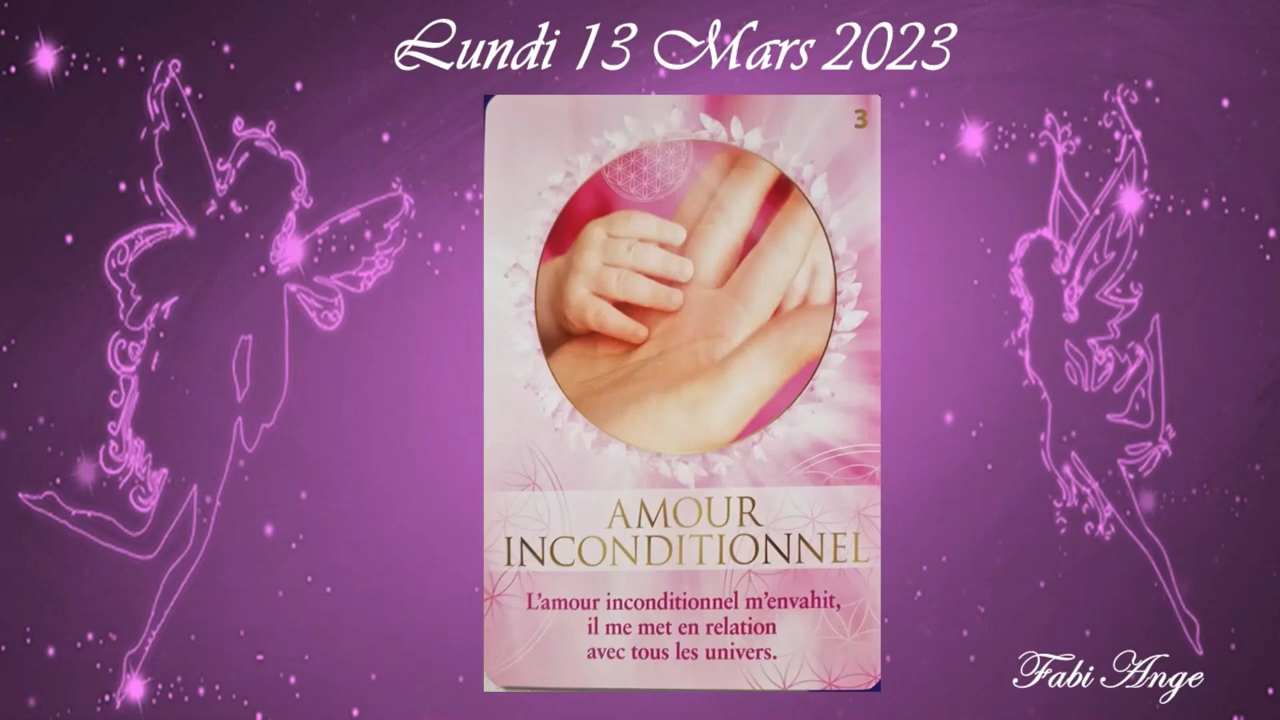 Lundi 13 Mars 2023
3
AMOUR
INCONDITIONNEL
L'amour inconditionnel m'envahit,
il me met en relation
avec tous les univers.
Fabi Ange